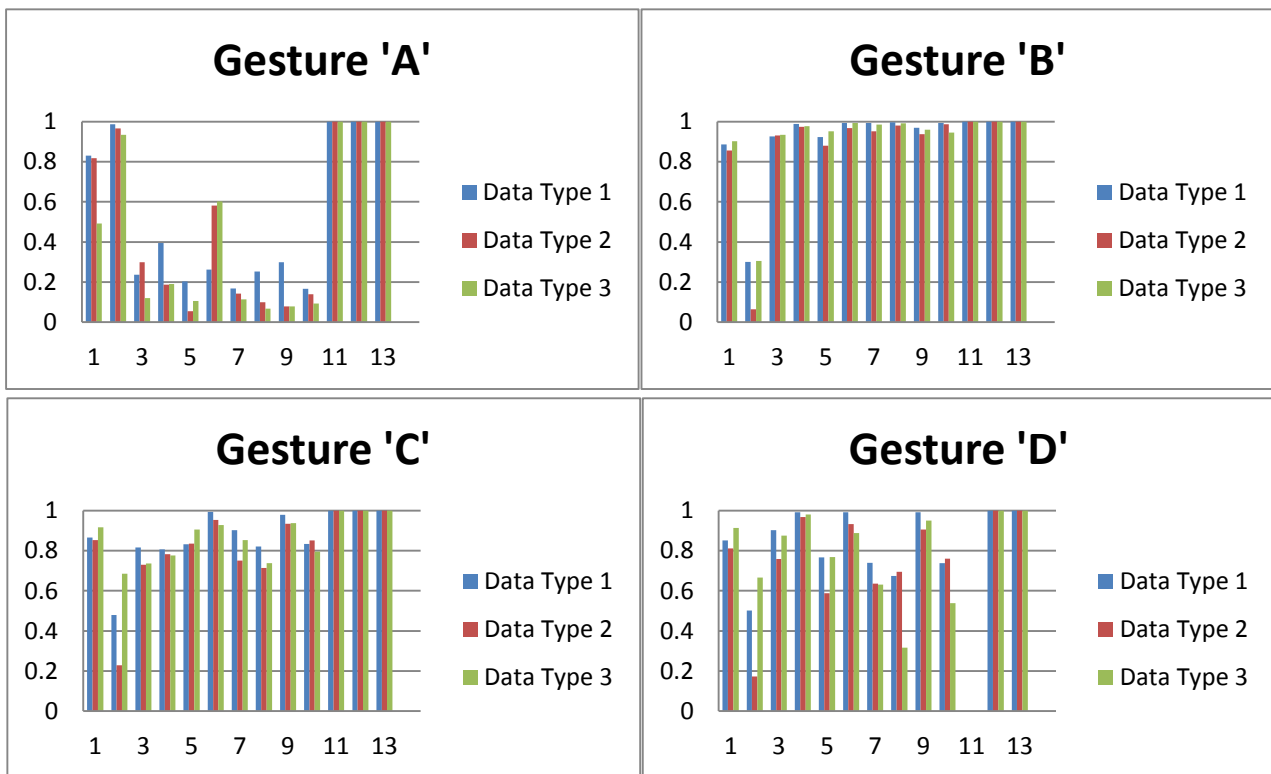 Gesture 'A'
1
0.8
0.6
0.4
0.2
0
1 3 5 7 9 11 13
Data Type 1
Data Type 2
Data Type 3
Gesture 'B'
1
0.8
0.6
0.4
0.2
0
1 3 5 7 9 11 13
Data Type 1
Data Type 2
Data Type 3
Gesture 'C'
1
0.8
0.6
0.4
0.2
0
1 3 5 7 9 11 13
Data Type 1
Data Type 2
Data Type 3
Gesture 'D'
1
0.8
0.6
0.4
0.2
0
1 3 5 7 9 11 13
Data Type 1
Data Type 2
Data Type 3